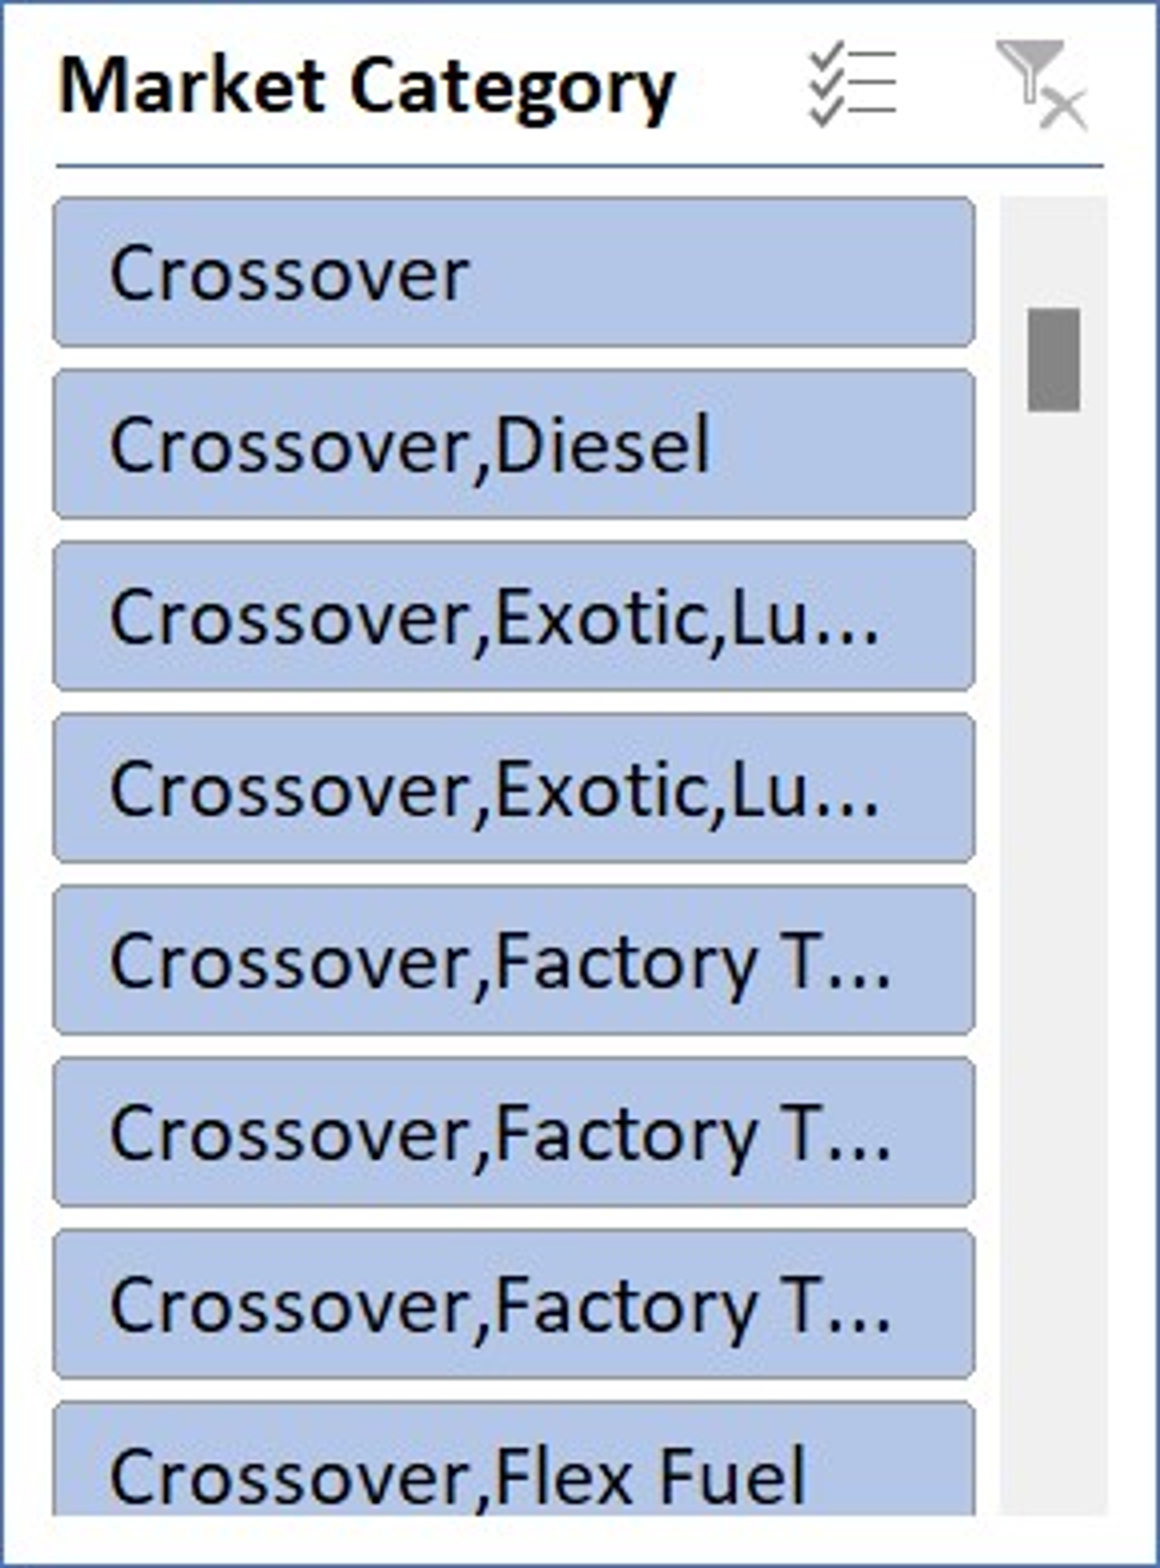 Market Category
Crossover
Crossover,Diesel
Crossover,Exotic,Lu...
Crossover,Exotic,Lu...
Crossover,Factory T...
Crossover,Factory T...
Crossover,Factory T...
Crossover,Flex Fuel